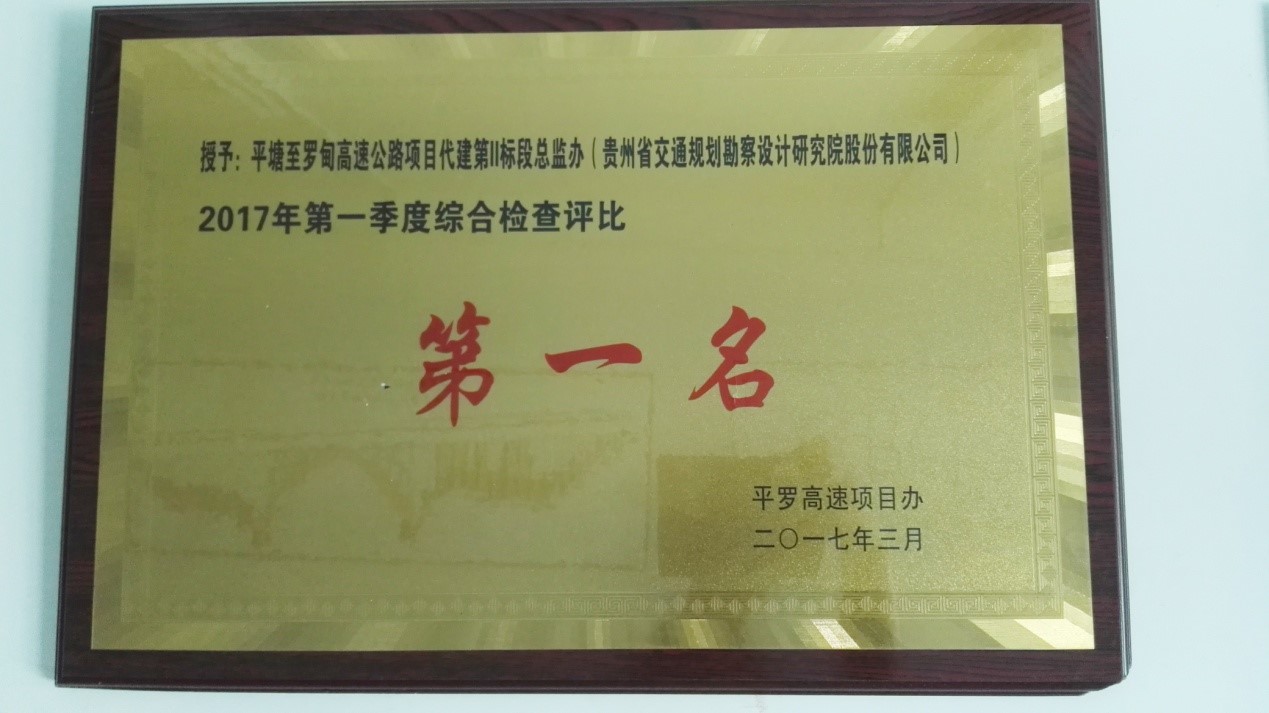 授予：平塘至罗甸高速公路项目代建第II标段总监办（贵州省交通规划勘察设计研究院股份有限公司）
2017年第一季度综合检查评比
第一名
平罗高速项目办
二〇一七年三月